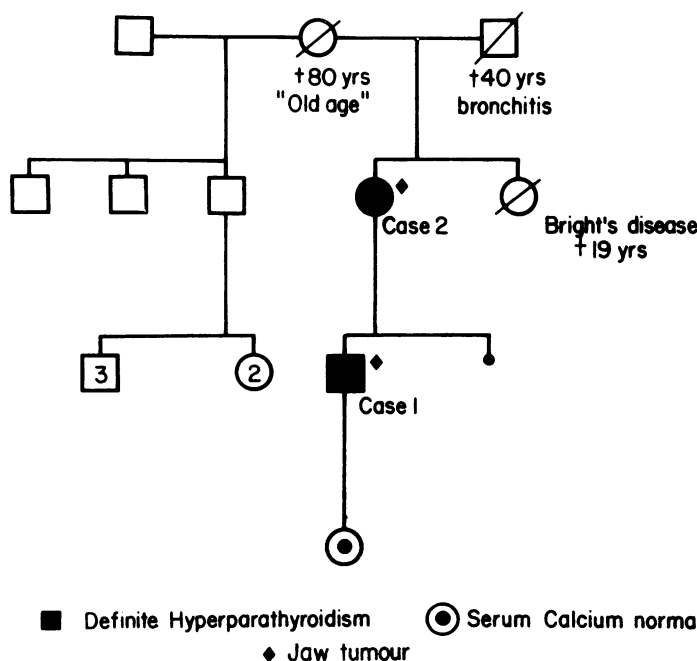 †80 yrs
"Old age"
†40 yrs
bronchitis
Case 2
Bright's disease
†19 yrs
3
2
Case 1
Definite Hyperparathyroidism
Serum Calcium norma
Jaw tumour